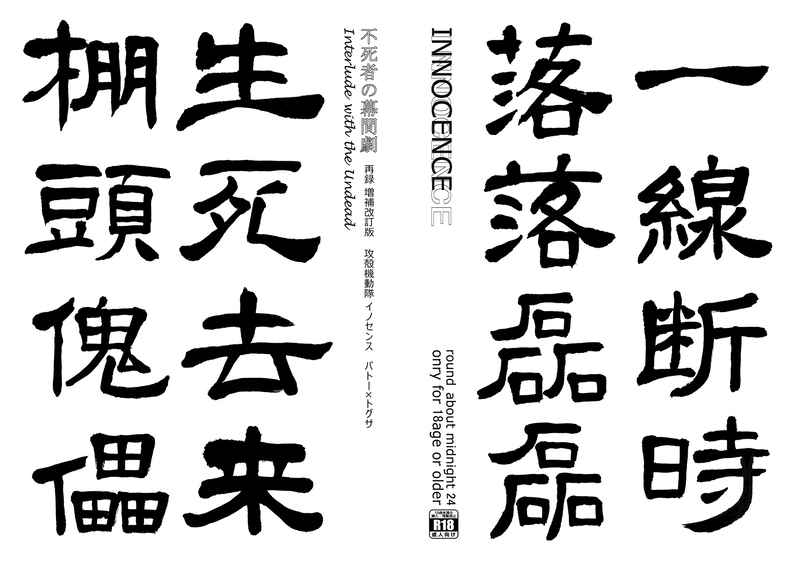 一線断時
落落磊磊
INNOCENCE
round about midnight 24
onry for 18age or older
R18
成人向け
不死者の幕間劇
再録 増補改訂版 攻殻機動隊 イノセンス バトー×トグサ
Interlude with the Undead
生死去来
棚頭傀儡